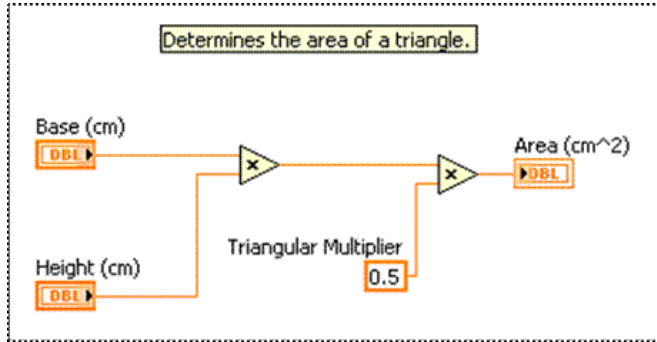 Determines the area of a triangle.
Base (cm)
DBL
×
×
Area (cm^2)
DBL
Triangular Multiplier
0.5
Height (cm)
DBL